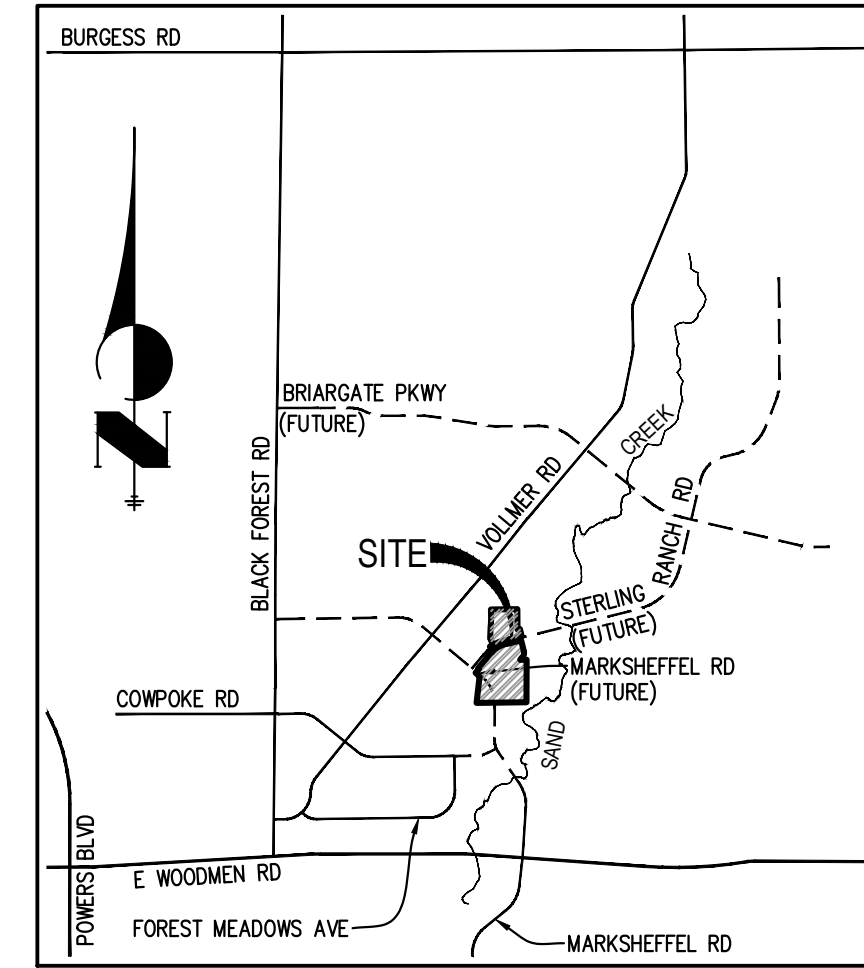 BURGESS RD
N
BRIARGATE PKWY
(FUTURE)
CREEK
BLACK FOREST RD
VOLLMER RD
RANCH RD
SITE
STERLING
(FUTURE)
MARKSHEFFEL RD
(FUTURE)
COWPOKE RD
SAND
POWERS BLVD
E WOODMEN RD
FOREST MEADOWS AVE
MARKSHEFFEL RD